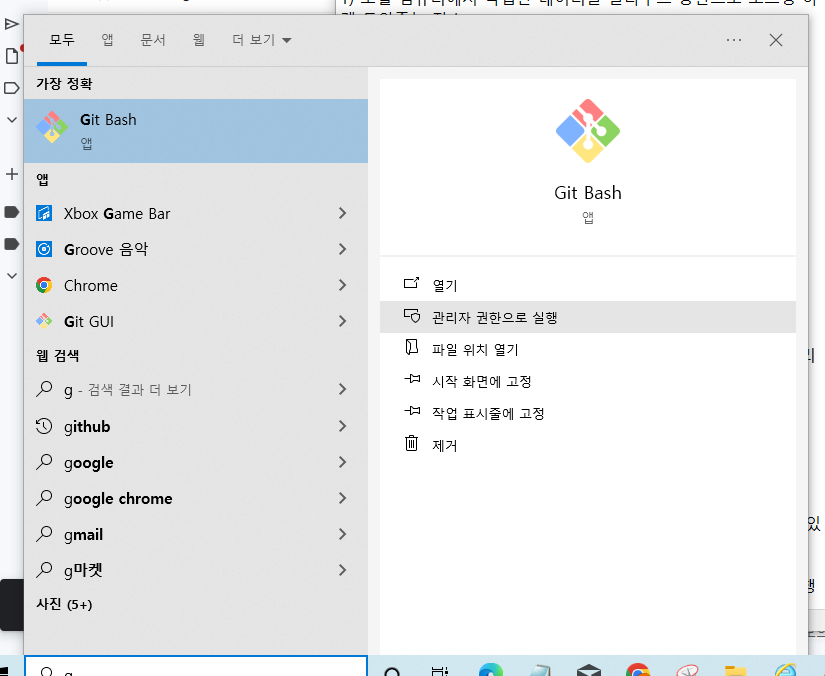 모두 앱 문서 웹 더 보기
가장 정확
Git Bash
앱
앱
Xbox Game Bar
Groove 음악
Chrome
Git GUI
웹 검색
g - 검색 결과 더 보기
github
google
google chrome
gmail
g마켓
사진 (5+)
Git Bash
앱
열기
관리자 권한으로 실행
파일 위치 열기
시작 화면에 고정
작업 표시줄에 고정
제거
리
있
행
g